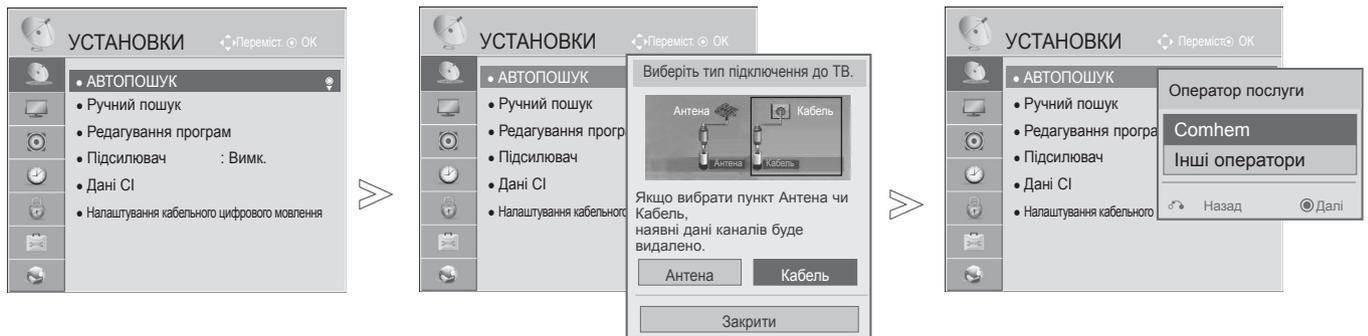 УСТАНОВКИ
Переміст. OK
• АВТОПОШУК
• Ручний пошук
• Редагування програм
• Підсилювач : Вимк.
• Дані CI
• Налаштування кабельного цифрового мовлення
УСТАНОВКИ
Переміст. OK
• АВТОПОШУК
• Ручний пошук
• Редагування прогр
• Підсилювач
• Дані CI
• Налаштування кабельного
Виберіть тип підключення до ТВ.
Антена Кабель
Антена Кабель
Якщо вибрати пункт Антена чи
Кабель,
наявні дані каналів буде
видалено.
Антена Кабель
Закрити
УСТАНОВКИ
Переміст. OK
• АВТОПОШУК
• Ручний пошук
• Редагування програ
• Підсилювач
• Дані CI
• Налаштування кабельного
Оператор послуги
Comhem
Інші оператори
Назад Далі